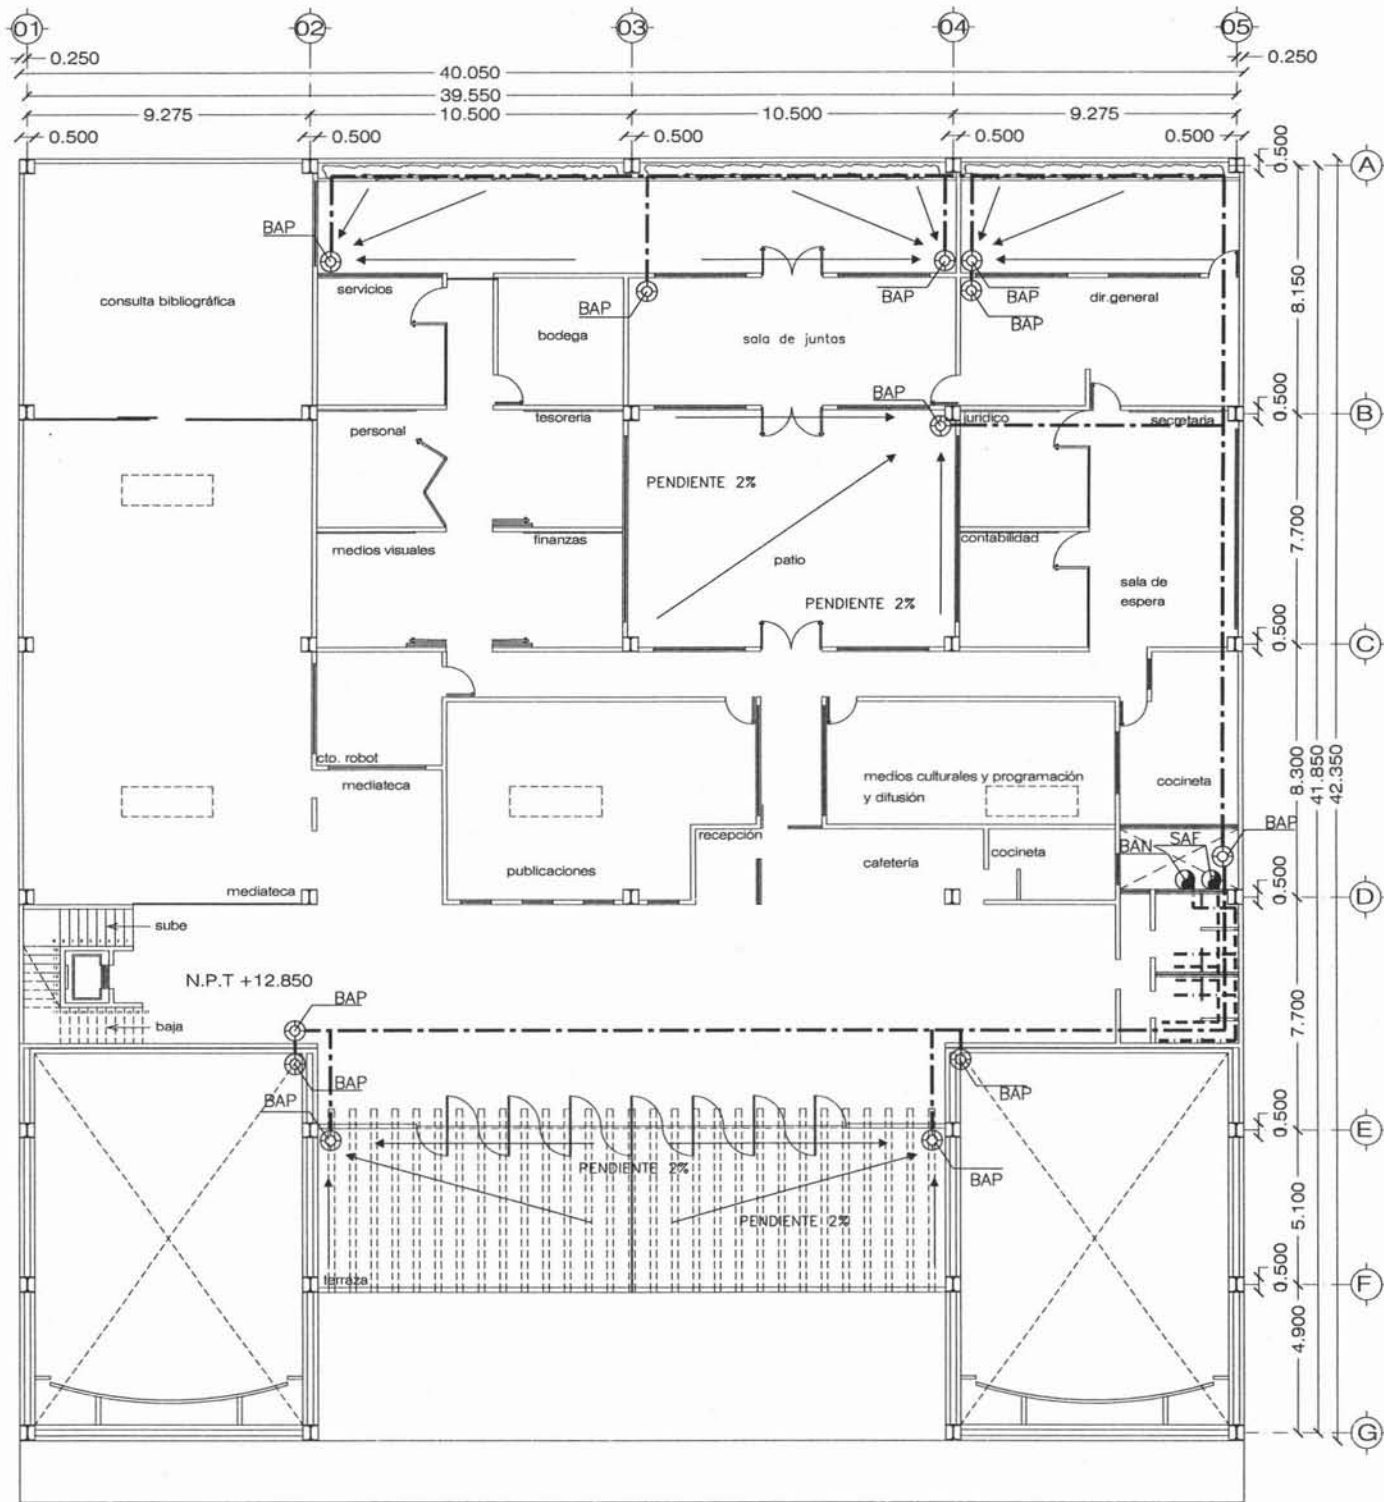 01 02 03 04 05
0.250 0.250
40.050
39.550
9.275 10.500 10.500 9.275
0.500 0.500 0.500 0.500 0.500
0.500 A
BAP
8.150
servicios
consulta bibliográfica
BAP BAP BAP
dir.general
BAP
bodega
sala de juntas
BAP
0.500 B
tesorería
jurídico
secretaria
personal
PENDIENTE 2%
7.700
contabilidad
finanzas
medios visuales
patio
sala de
espera
PENDIENTE 2%
0.500 C
cto. robot
mediateca
medios culturales y programación
y difusión
cocineta
8.300
41.850
42.350
BAP
recepción
BAN SAF
cocineta
cafetería
publicaciones
mediateca
0.500 D
sube
N.P.T +12.850
BAP
baja
7.700
BAP
BAP
BAP
0.500 E
PENDIENTE 2%
BAP
5.100
PENDIENTE 2%
terraza
0.500 F
4.900
G